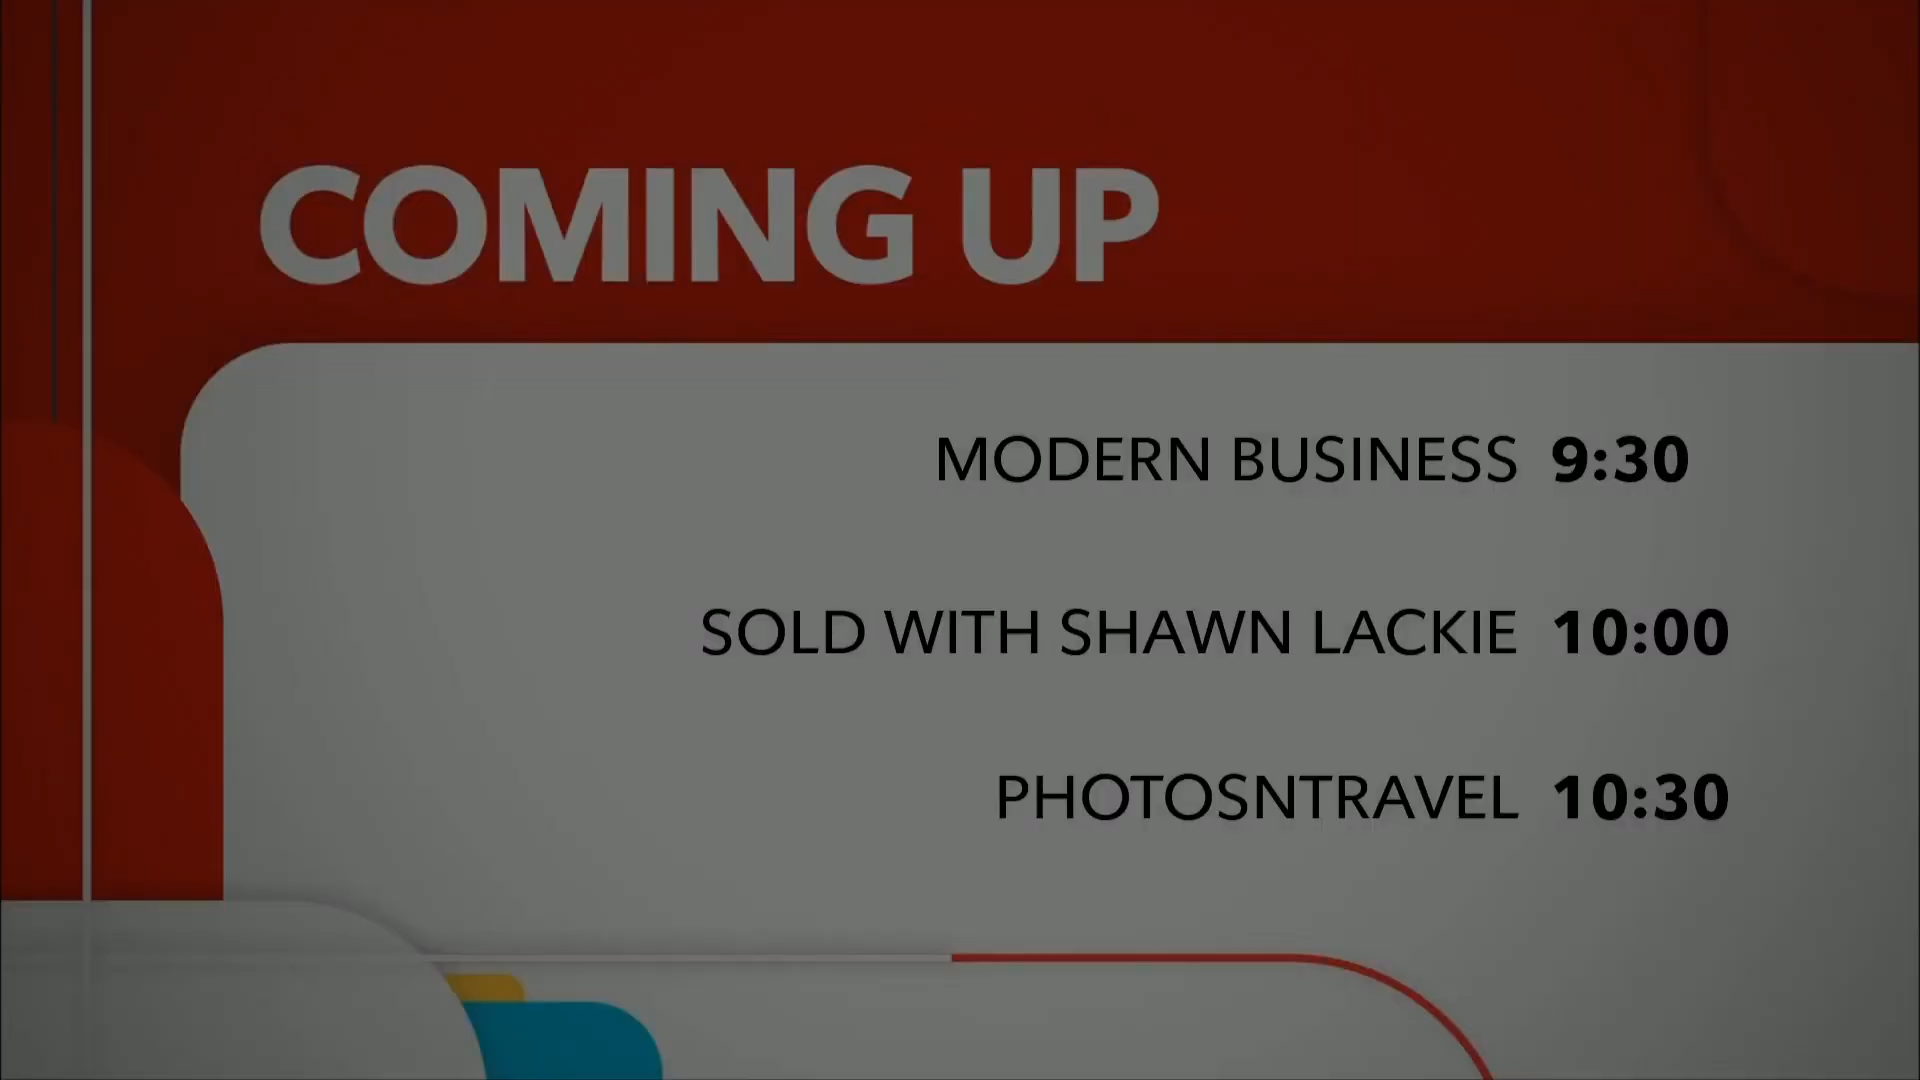 COMING UP
MODERN BUSINESS 9:30
SOLD WITH SHAWN LACKIE 10:00
PHOTOSNTRAVEL 10:30